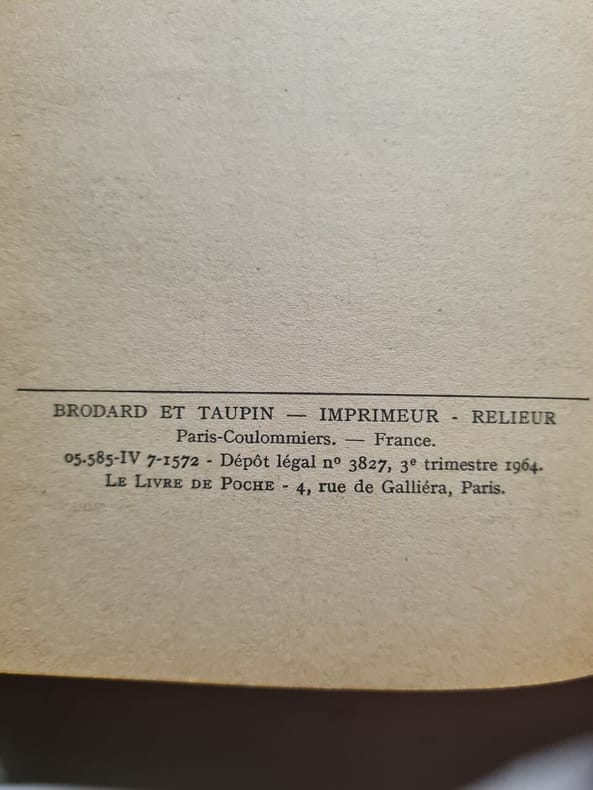 BRODARD ET TAUPIN — IMPRIMEUR - RELIEUR
Paris-Coulommiers. — France.
05.585-IV 7-1572 - Dépôt légal nº 3827, 3e trimestre 1964.
LE LIVRE DE POCHE - 4, rue de Galliéra, Paris.